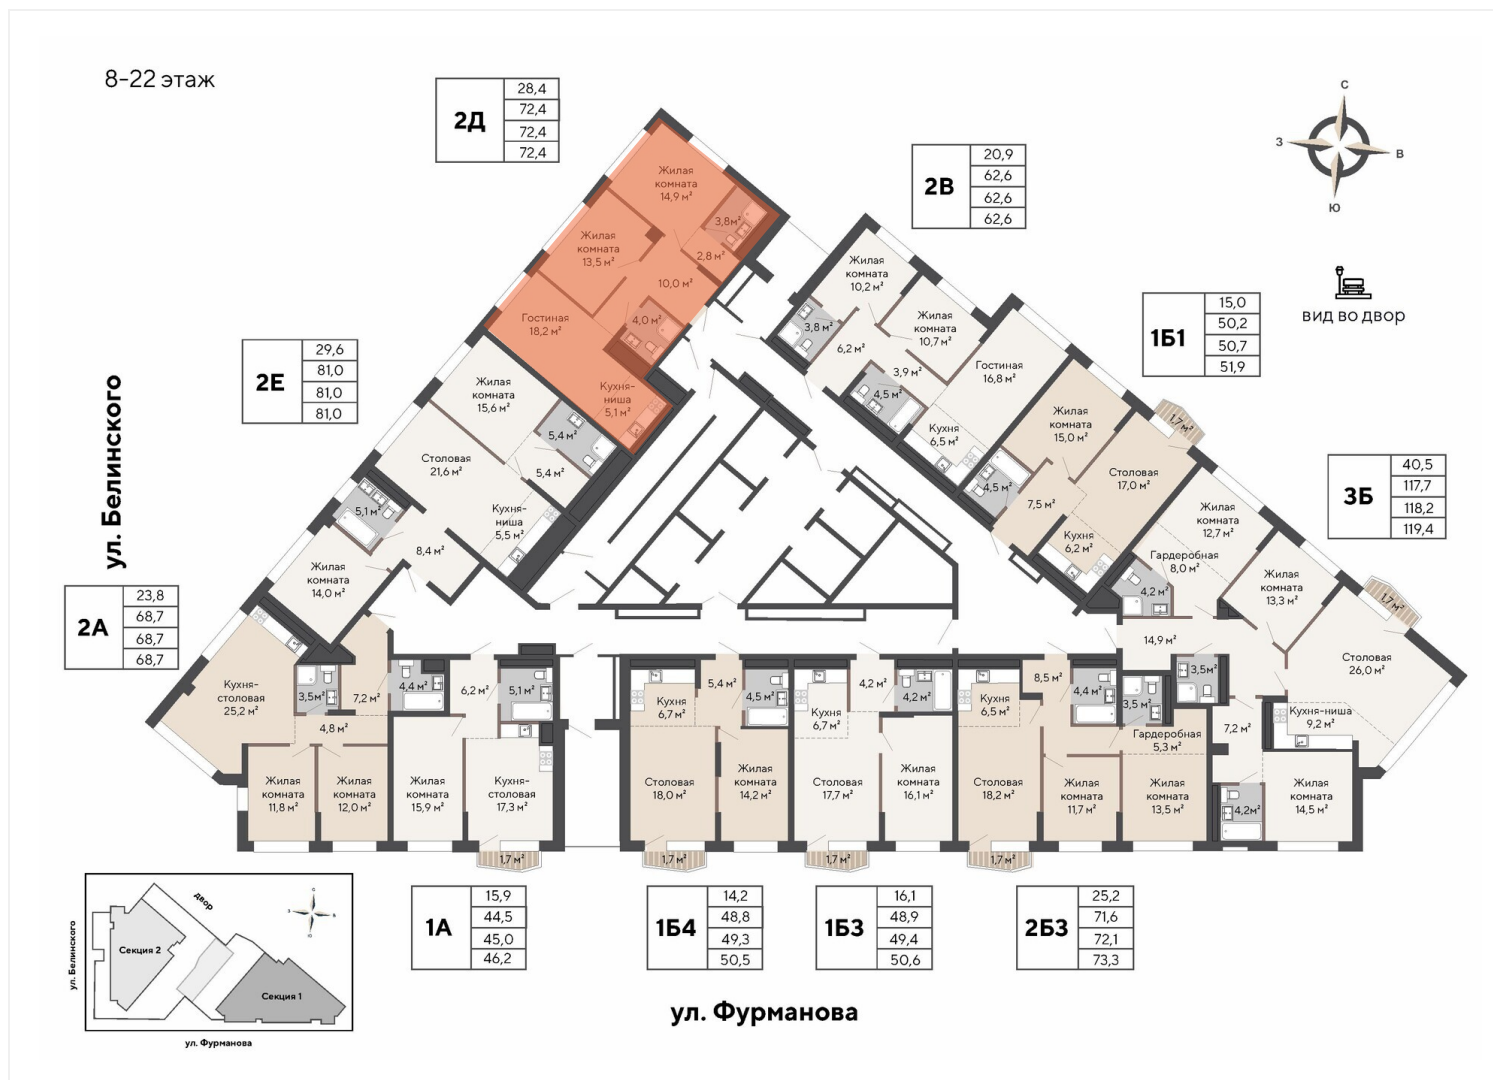 8-22 этаж
2Д
28,4
72,4
72,4
72,4
2В
20,9
62,6
62,6
62,6
С
З
В
Ю
вид во двор
1Б1
15,0
50,2
50,7
51,9
2Е
29,6
81,0
81,0
81,0
3Б
40,5
117,7
118,2
119,4
2А
23,8
68,7
68,7
68,7
ул. Белинского
Жилая
комната
14,9 м²
3,8м²
2,8 м²
Жилая
комната
13,5 м²
10,0 м²
Гостиная
18,2 м²
4,0 м²
Кухня-
ниша
5,1 м²
Жилая
комната
15,6 м²
5,4 м²
5,4 м²
Столовая
21,6 м²
Кухня-
ниша
5,5 м²
5,1 м²
8,4 м²
Жилая
комната
14,0 м²
Жилая
комната
10,2 м²
3,8 м²
6,2 м²
Жилая
комната
10,7 м²
3,9 м²
4,5 м²
Гостиная
16,8 м²
Кухня
6,5 м²
Жилая
комната
15,0 м²
1,7 м²
Столовая
17,0 м²
4,5 м²
7,5 м²
Кухня
6,2 м²
Жилая
комната
12,7 м²
Гардеробная
8,0 м²
4,2 м²
Жилая
комната
13,3 м²
1,7 м²
14,9 м²
3,5м²
Столовая
26,0 м²
Кухня-ниша
9,2 м²
7,2 м²
4,2м²
Жилая
комната
14,5 м²
Кухня-
столовая
25,2 м²
3,5м²
7,2 м²
4,8 м²
Жилая
комната
11,8 м²
Жилая
комната
12,0 м²
4,4 м²
6,2 м²
5,1 м²
Жилая
комната
15,9 м²
Кухня-
столовая
17,3 м²
1,7 м²
Кухня
6,7 м²
5,4 м²
4,5 м²
Столовая
18,0 м²
Жилая
комната
14,2 м²
1,7 м²
Кухня
6,7 м²
4,2 м²
4,2 м²
Столовая
17,7 м²
Жилая
комната
16,1 м²
1,7 м²
Кухня
6,5 м²
8,5 м²
4,4 м²
3,5 м²
Гардеробная
5,3 м²
Столовая
18,2 м²
Жилая
комната
11,7 м²
Жилая
комната
13,5 м²
1,7 м²
1А
15,9
44,5
45,0
46,2
1Б4
14,2
48,8
49,3
50,5
1Б3
16,1
48,9
49,4
50,6
2Б3
25,2
71,6
72,1
73,3
ул. Фурманова
двор
ул. Белинского
Секция 2
Секция 1
ул. Фурманова